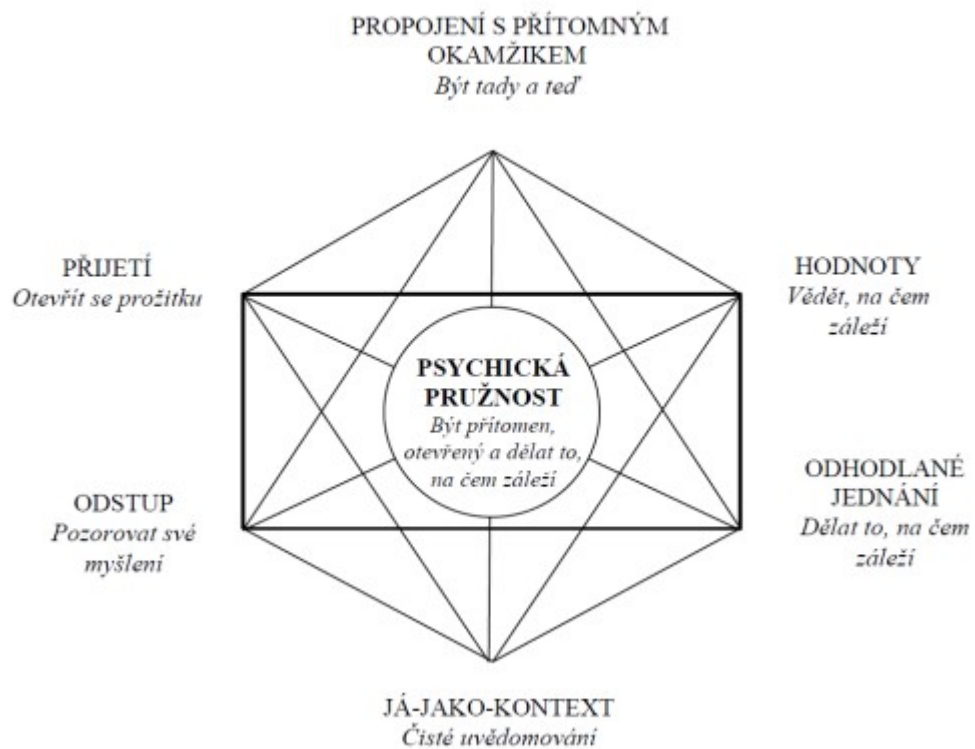 PROPOJENÍ S PŘÍTOMNÝM
OKAMŽIKEM
Být tady a teď
PŘIJETÍ
Otevřít se prožitku
HODNOTY
Vědět, na čem
záleží
PSYCHICKÁ
PRUŽNOST
Být přítomen,
otevřený a dělat to,
na čem záleží
ODSTUP
Pozorovat své
myšlení
ODHODLANÉ
JEDNÁNÍ
Dělat to, na čem
záleží
JÁ-JAKO-KONTEXT
Čisté uvědomování